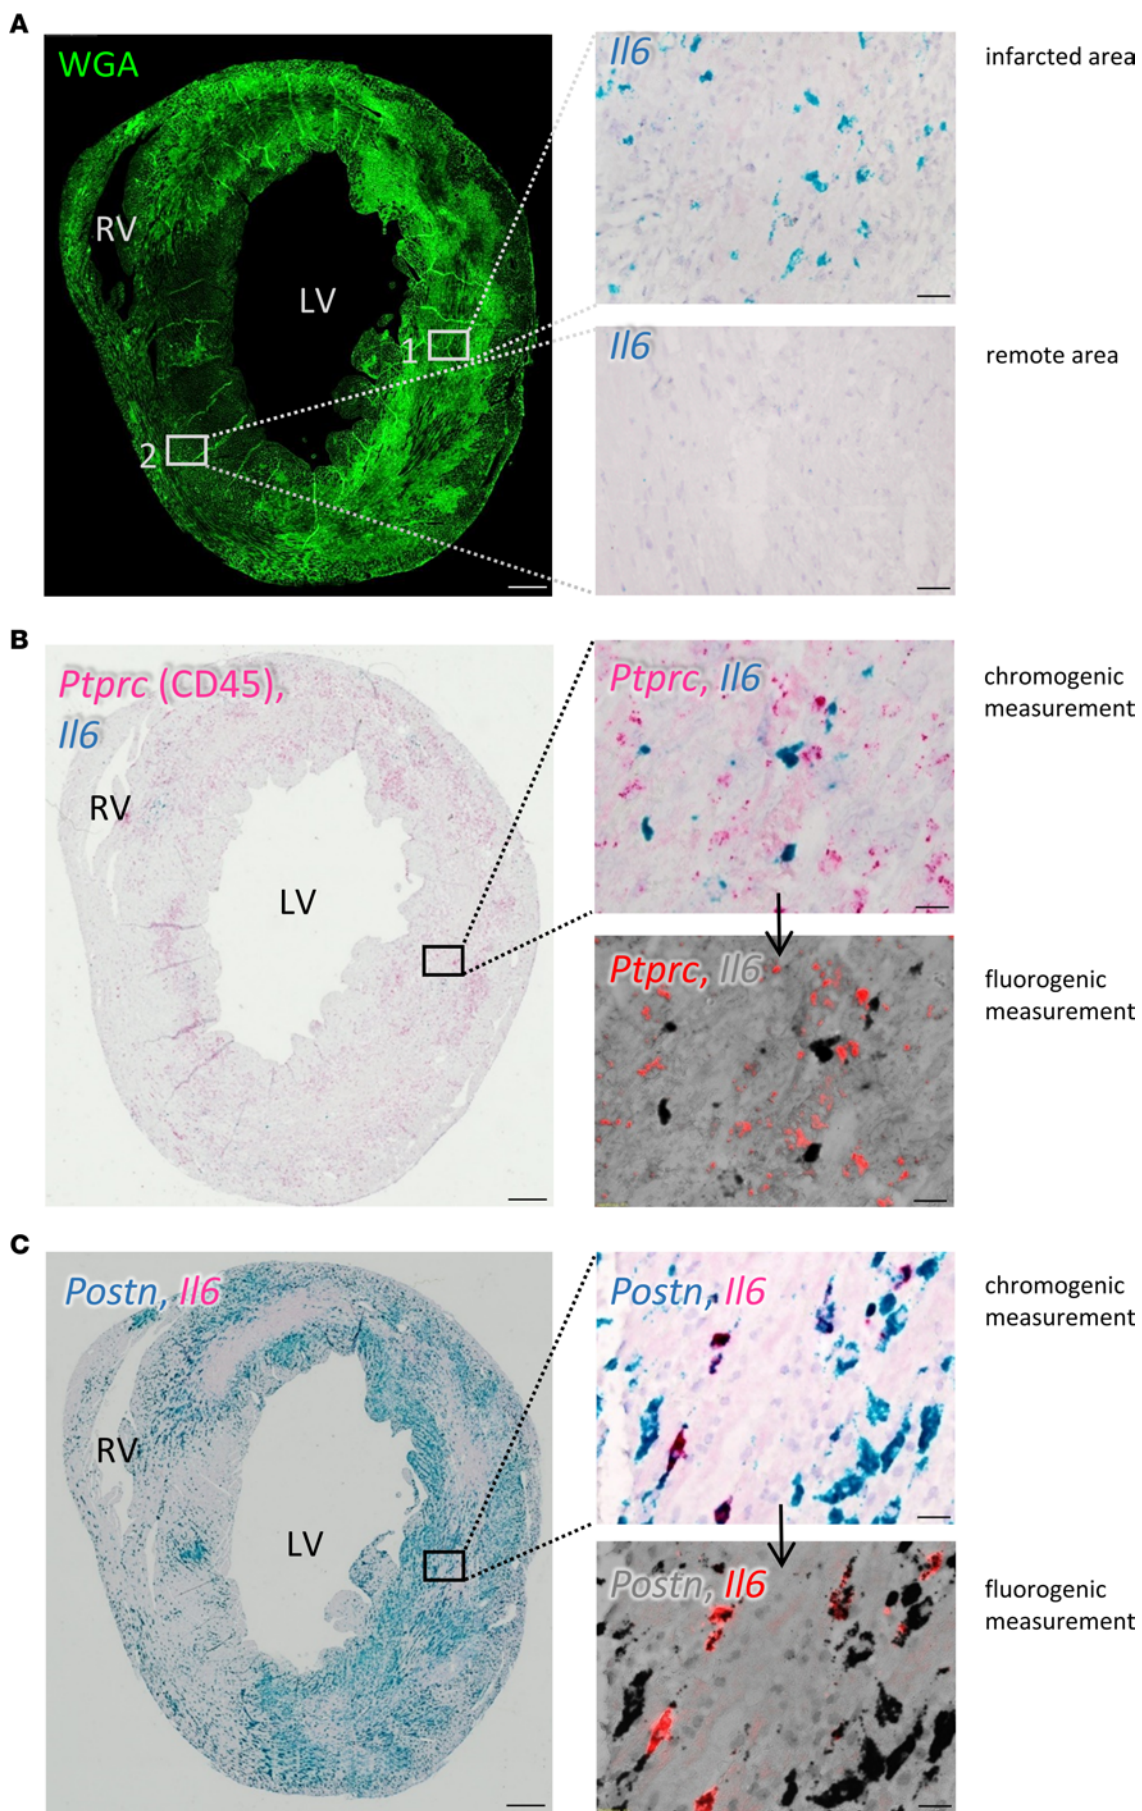 A
WGA
RV
LV
1
2
Il6
infarcted area
Il6
remote area
B
Ptprc (CD45),
Il6
RV
LV
Ptprc, Il6
chromogenic
measurement
Ptprc, Il6
fluorogenic
measurement
C
Postn, Il6
RV
LV
Postn, Il6
chromogenic
measurement
Postn, Il6
fluorogenic
measurement